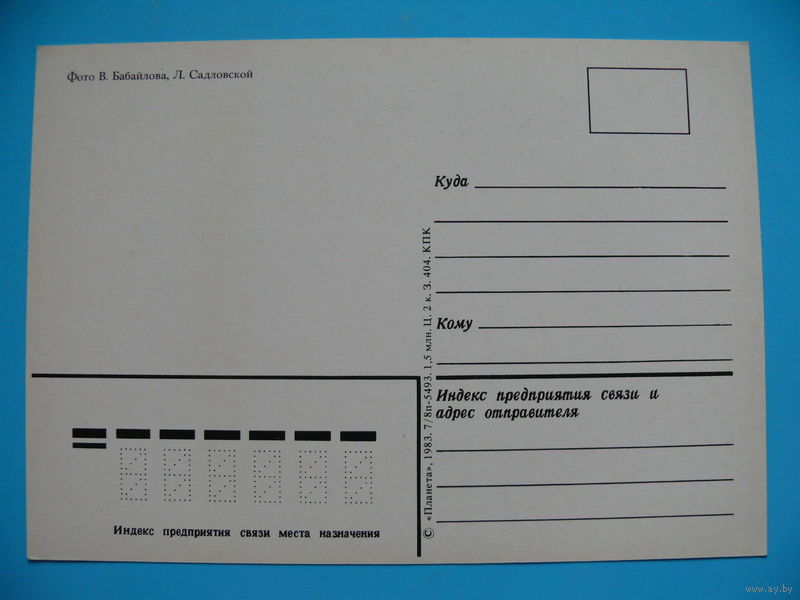 Фото В. Бабайлова, Л. Садловской
Куда
Кому
© «Планета», 1983. 7/8п-5493. 1,5 млн. Ц. 2 к. З. 404. КПК
Индекс предприятия связи и
адрес отправителя
Индекс предприятия связи места назначения
www.ay.by